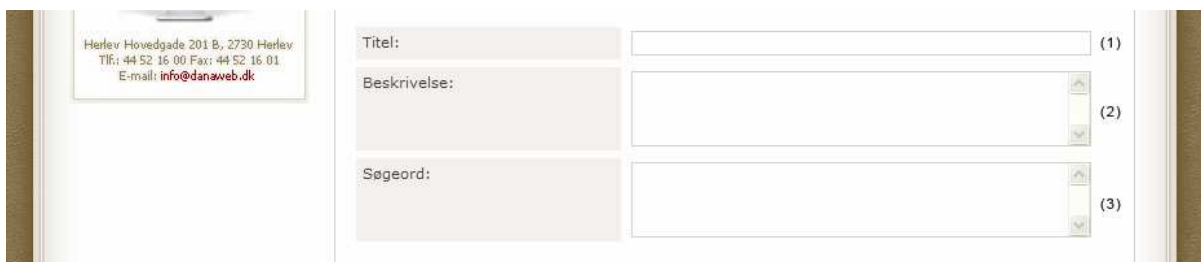 Herlev Hovedgade 201 B, 2730 Herlev
Tlf.: 44 52 16 00 Fax: 44 52 16 01
E-mail: info@danaweb.dk
Titel:
(1)
Beskrivelse:
(2)
Søgeord:
(3)